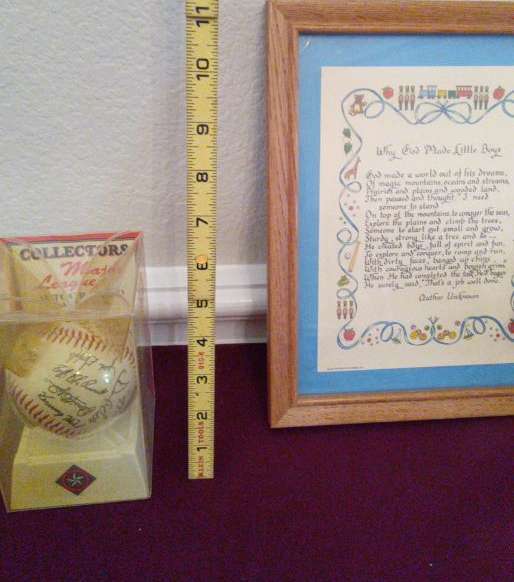 11
10
9
8
7
6
5
4
3
2
1
916-8
KLEIN
TOOLS
COLLECTORS
Major
League
Why God Made Little Boys
God made a world out of his dreams,
Of magic mountains, oceans and streams,
Prairies and plains and wooded land,
Then paused and thought "I need
someone to stand
On top of the mountains to conquer the seas,
Explore the plains and climb the trees,
Someone to start out small and grow,
Sturdy, strong like a tree and so --
He created boys, full of spirit and fun,
To explore and conquer, to romp and run,
With dirty faces, banged up chins
With courageous hearts and boyish grins.
When He had completed the task He'd begun,
He surely said, "That's a job well done."
Author Unknown